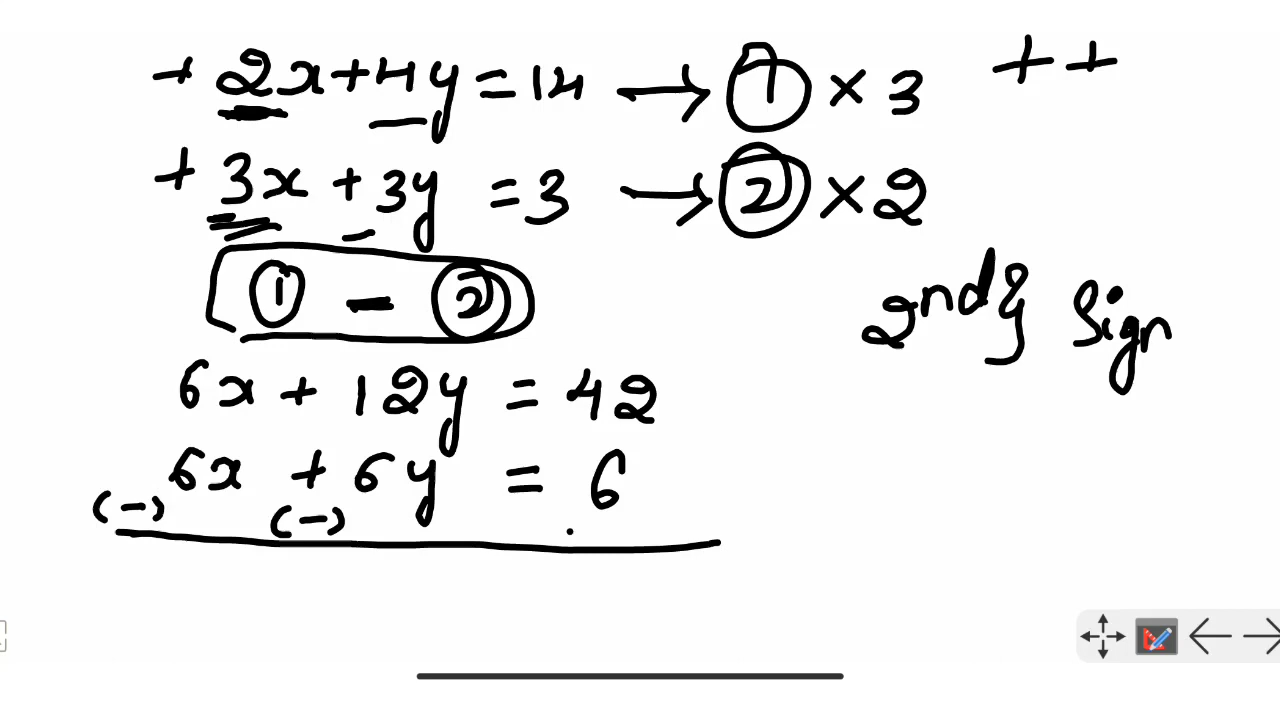 + 2x + 4y = 14 → ① × 3 ++
+ 3x + 3y = 3 → ② × 2
① - ②
2nd } Sign
6x + 12y = 42
6x + 6y = 6
(-) (-)